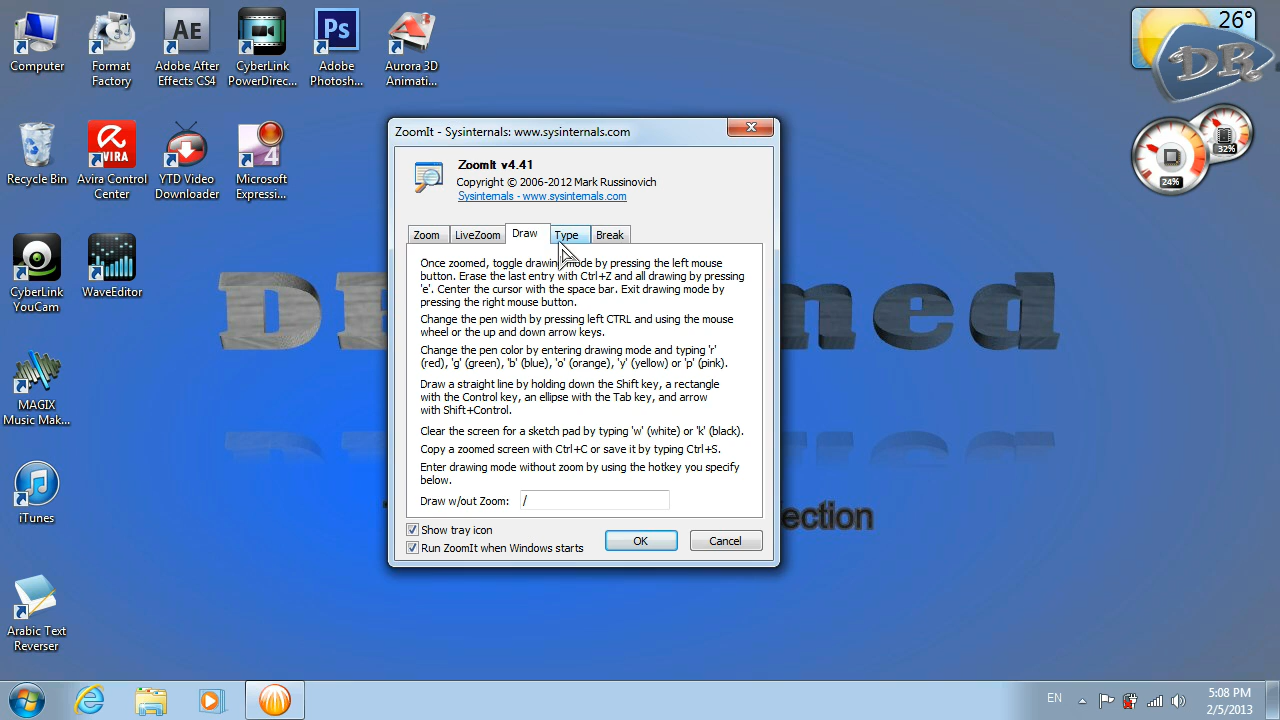 Computer
Format
Factory
Adobe After
Effects CS4
CyberLink
PowerDirec...
Adobe
Photosh...
Aurora 3D
Animati...
AE
Ps
26°
DR
Recycle Bin
AVIRA
Avira Control
Center
YTD Video
Downloader
4
Microsoft
Expressi...
32%
24%
CyberLink
YouCam
WaveEditor
MAGIX
Music Mak...
iTunes
Arabic Text
Reverser
ZoomIt - Sysinternals: www.sysinternals.com
ZoomIt v4.41
Copyright © 2006-2012 Mark Russinovich
Sysinternals - www.sysinternals.com
Zoom LiveZoom Draw Type Break
Once zoomed, toggle drawing mode by pressing the left mouse
button. Erase the last entry with Ctrl+Z and all drawing by pressing
'e'. Center the cursor with the space bar. Exit drawing mode by
pressing the right mouse button.
Change the pen width by pressing left CTRL and using the mouse
wheel or the up and down arrow keys.
Change the pen color by entering drawing mode and typing 'r'
(red), 'g' (green), 'b' (blue), 'o' (orange), 'y' (yellow) or 'p' (pink).
Draw a straight line by holding down the Shift key, a rectangle
with the Control key, an ellipse with the Tab key, and arrow
with Shift+Control.
Clear the screen for a sketch pad by typing 'w' (white) or 'k' (black).
Copy a zoomed screen with Ctrl+C or save it by typing Ctrl+S.
Enter drawing mode without zoom by using the hotkey you specify
below.
Draw w/out Zoom: /
Show tray icon
Run ZoomIt when Windows starts
OK
Cancel
EN
5:08 PM
2/5/2013